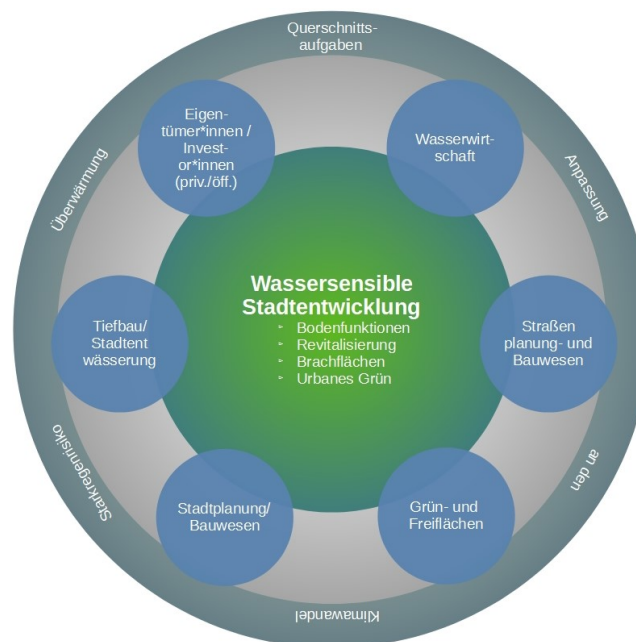 Querschnitts-
aufgaben
Eigen-
tümer*innen /
Invest-
or*innen
(priv./öff.)
Wasserwirt-
schaft
Überwärmung
Anpassung
Wassersensible
Stadtentwicklung
Bodenfunktionen
Revitalisierung
Brachflächen
Urbanes Grün
Tiefbau/
Stadtent
wässerung
Straßen
planung- und
Bauwesen
Starkregenrisiko
an den
Stadtplanung/
Bauwesen
Grün- und
Freiflächen
Klimawandel